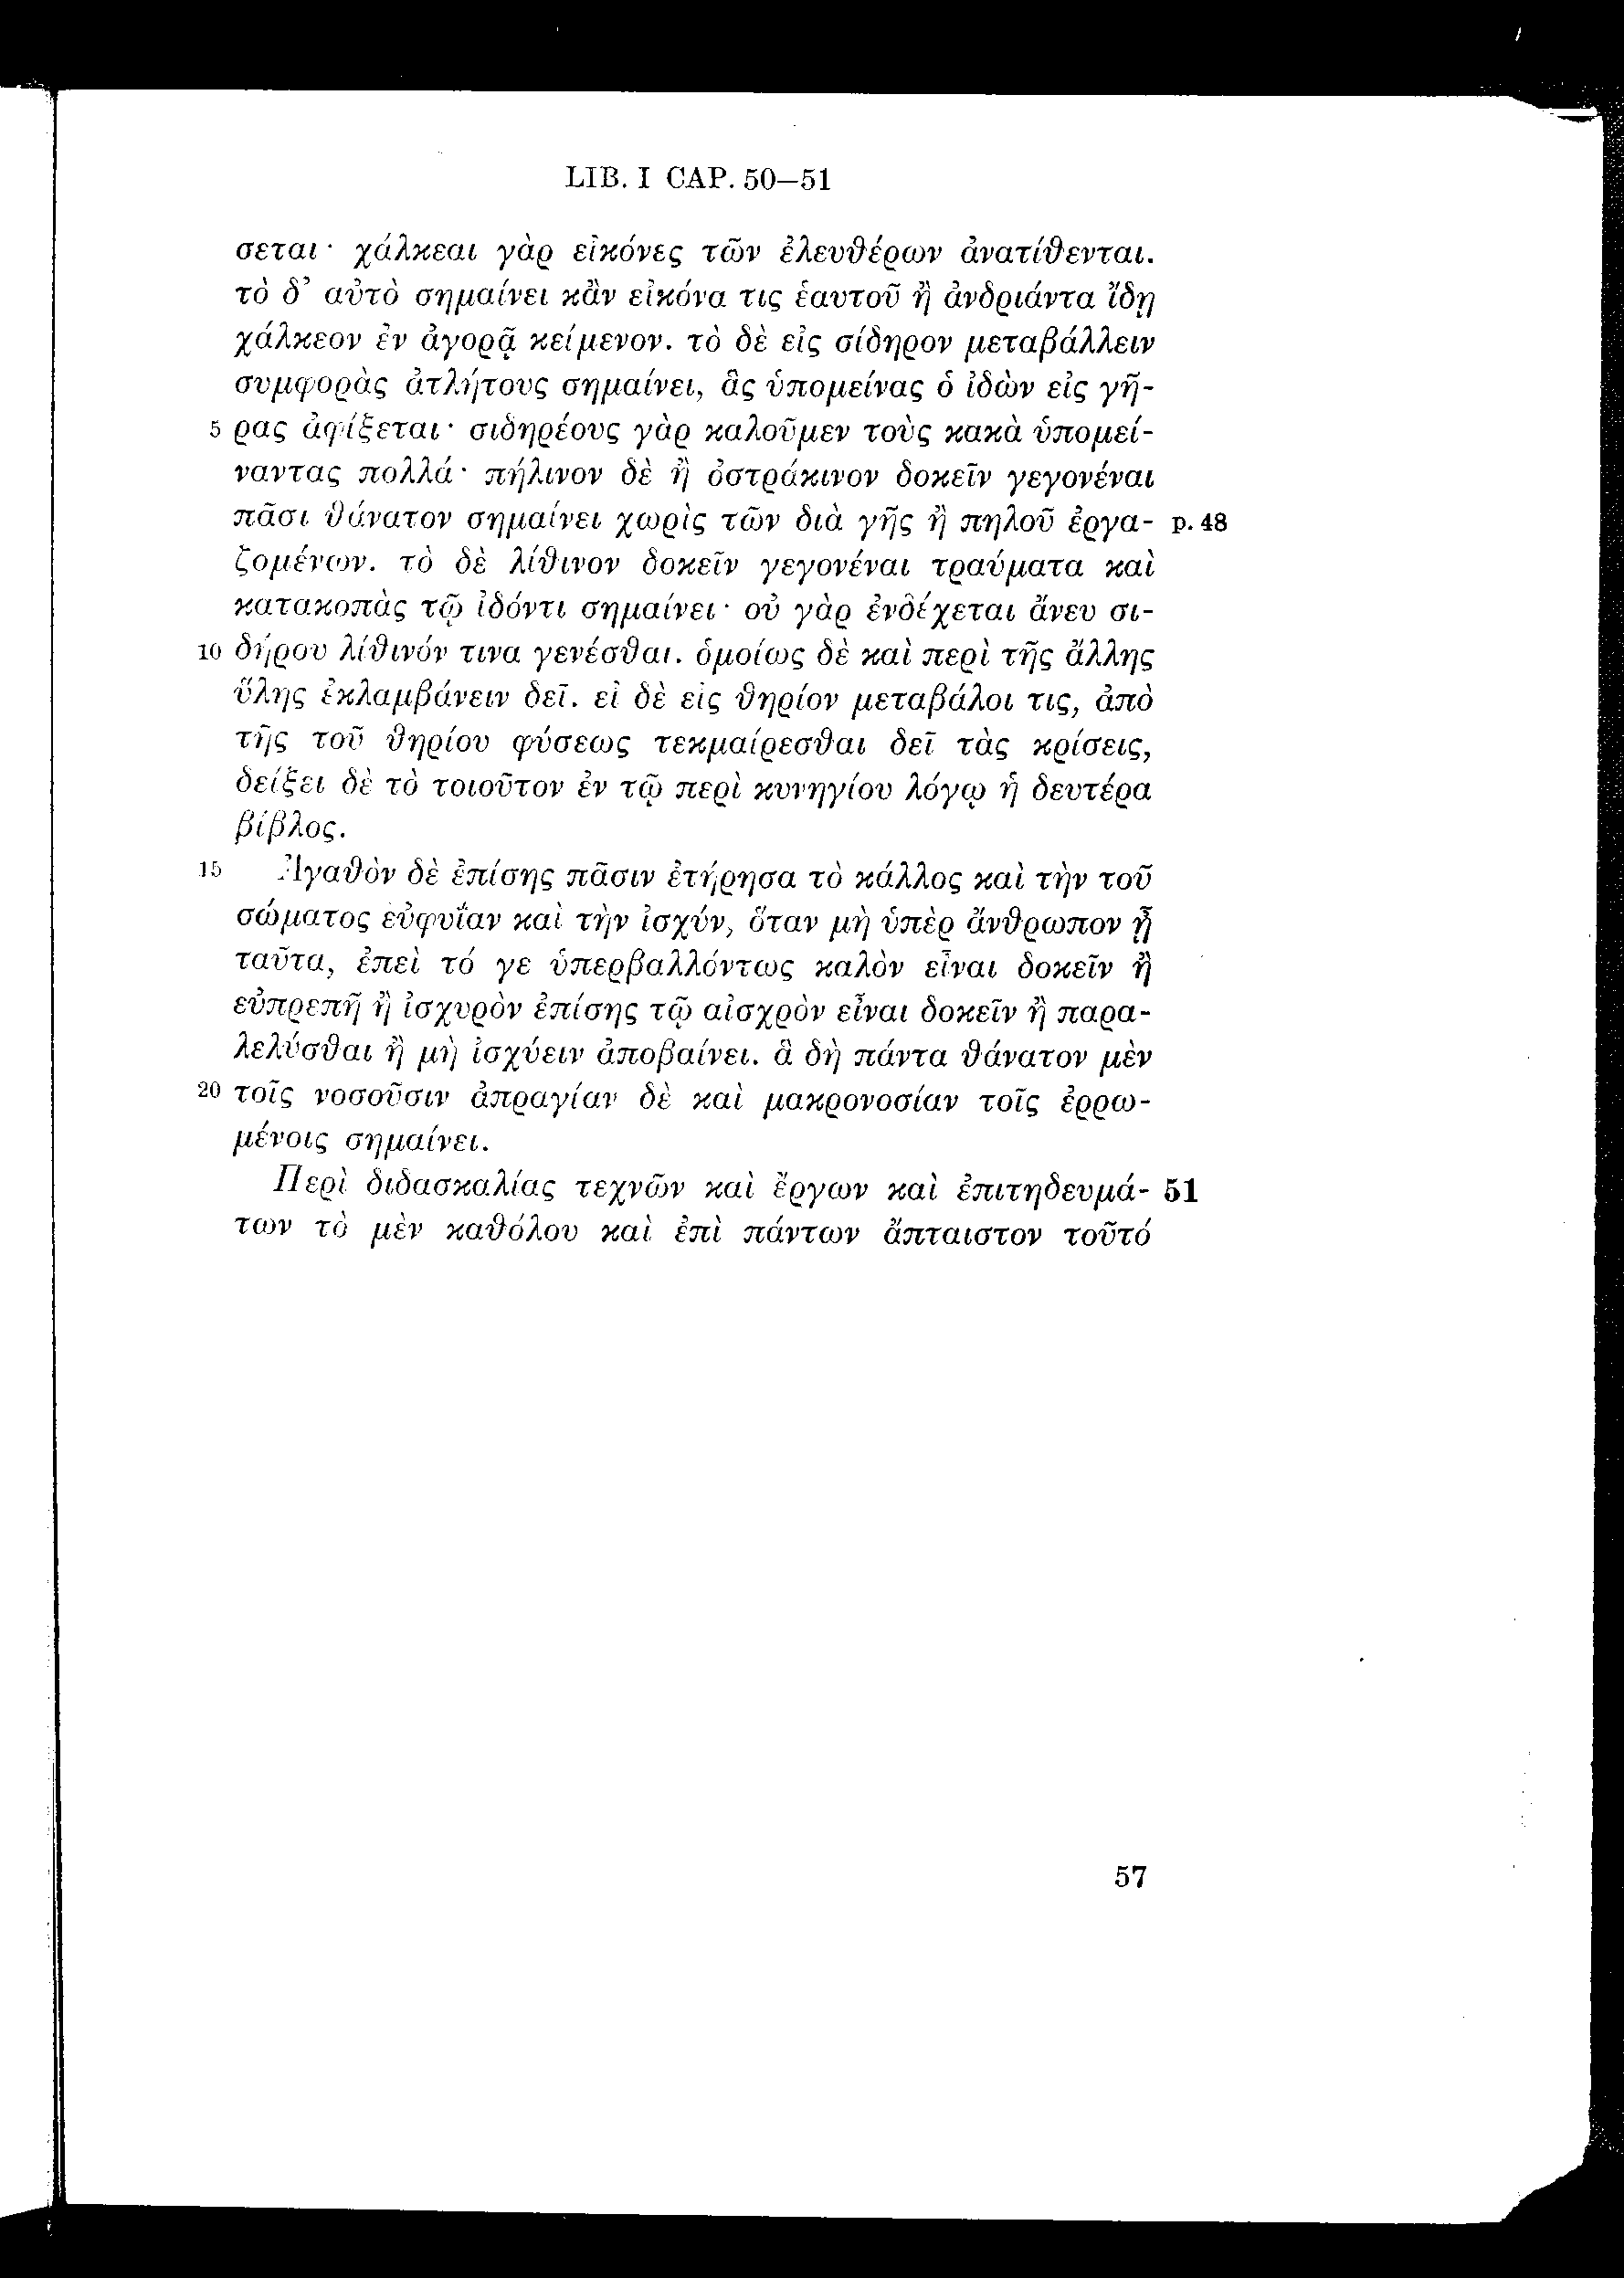 LIB. I CAP. 50–51
σεται· χάλκεαι γὰρ εἰκόνες τῶν ἐλευθέρων ἀνατίθενται.
τὸ δ' αὐτὸ σημαίνει κἂν εἰκόνα τις ἑαυτοῦ ἢ ἀνδριάντα ἴδῃ
χάλκεον ἐν ἀγορᾷ κείμενον. τὸ δὲ εἰς σίδηρον μεταβάλλειν
συμφορὰς ἀτλήτους σημαίνει, ἃς ὑπομείνας ὁ ἰδὼν εἰς γῆ-
5 ρας ἀφίξεται· σιδηρέους γὰρ καλοῦμεν τοὺς κακὰ ὑπομεί-
ναντας πολλά· πήλινον δὲ ἢ ὀστράκινον δοκεῖν γεγονέναι
πᾶσι θάνατον σημαίνει χωρὶς τῶν διὰ γῆς ἢ πηλοῦ ἐργα- p. 48
ζομένων. τὸ δὲ λίθινον δοκεῖν γεγονέναι τραύματα καὶ
κατακοπὰς τῷ ἰδόντι σημαίνει· οὐ γὰρ ἐνδέχεται ἄνευ σι-
10 δήρου λίθινόν τινα γενέσθαι. ὁμοίως δὲ καὶ περὶ τῆς ἄλλης
ὕλης ἐκλαμβάνειν δεῖ. εἰ δὲ εἰς θηρίον μεταβάλοι τις, ἀπὸ
τῆς τοῦ θηρίου φύσεως τεκμαίρεσθαι δεῖ τὰς κρίσεις,
δείξει δὲ τὸ τοιοῦτον ἐν τῷ περὶ κυνηγίου λόγῳ ἡ δευτέρα
βίβλος.
15 Ἀγαθὸν δὲ ἐπίσης πᾶσιν ἐτήρησα τὸ κάλλος καὶ τὴν τοῦ
σώματος εὐφυΐαν καὶ τὴν ἰσχύν, ὅταν μὴ ὑπὲρ ἄνθρωπον ᾖ
ταῦτα, ἐπεὶ τό γε ὑπερβαλλόντως καλὸν εἶναι δοκεῖν ἢ
εὐπρεπῆ ἢ ἰσχυρὸν ἐπίσης τῷ αἰσχρὸν εἶναι δοκεῖν ἢ παρα-
λελύσθαι ἢ μὴ ἰσχύειν ἀποβαίνει. ἃ δὴ πάντα θάνατον μὲν
20 τοῖς νοσοῦσιν ἀπραγίαν δὲ καὶ μακρονοσίαν τοῖς ἐρρω-
μένοις σημαίνει.
Περὶ διδασκαλίας τεχνῶν καὶ ἔργων καὶ ἐπιτηδευμά- 51
των τὸ μὲν καθόλου καὶ ἐπὶ πάντων ἄπταιστον τοῦτό
57